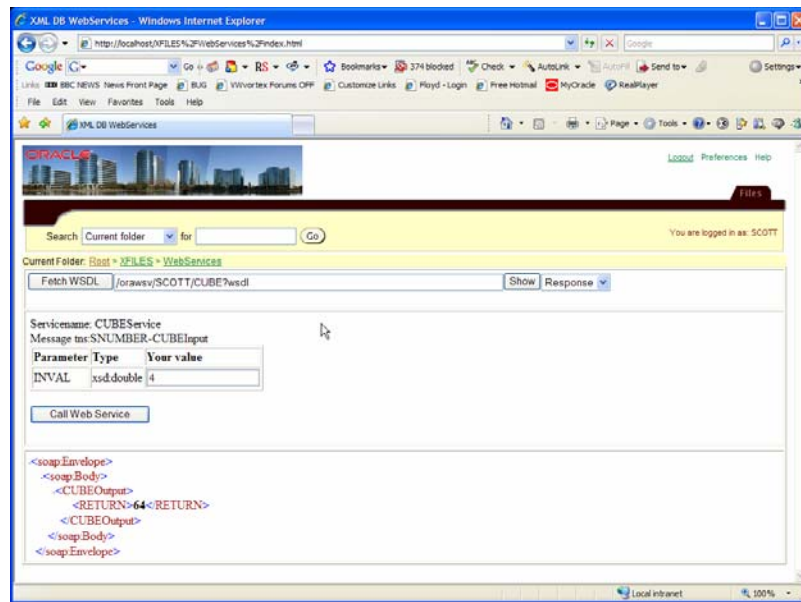 XML DB WebServices - Windows Internet Explorer
http://localhost/XFILES%2FWebServices%2Findex.html
Google
Google G Go RS Bookmarks 374 blocked Check AutoLink AutoFill Send to Settings
Links BBC NEWS News Front Page BUG Vvivortex Forums OFF Customize Links Floyd - Login Free Hotmail MyOracle RealPlayer
File Edit View Favorites Tools Help
XML DB WebServices Page Tools
ORACLE
Logout Preferences Help
Files
Search Current folder for Go
You are logged in as: SCOTT
Current Folder: Root > XFILES > WebServices
Fetch WSDL /orawsv/SCOTT/CUBE?wsdl Show Response
Servicename: CUBEService
Message tns:SNUMBER-CUBEInput
Parameter Type Your value
INVAL xsd:double 4
Call Web Service
<soap:Envelope>
<soap:Body>
<CUBEOutput>
<RETURN>64</RETURN>
</CUBEOutput>
</soap:Body>
</soap:Envelope>
Local intranet 100%